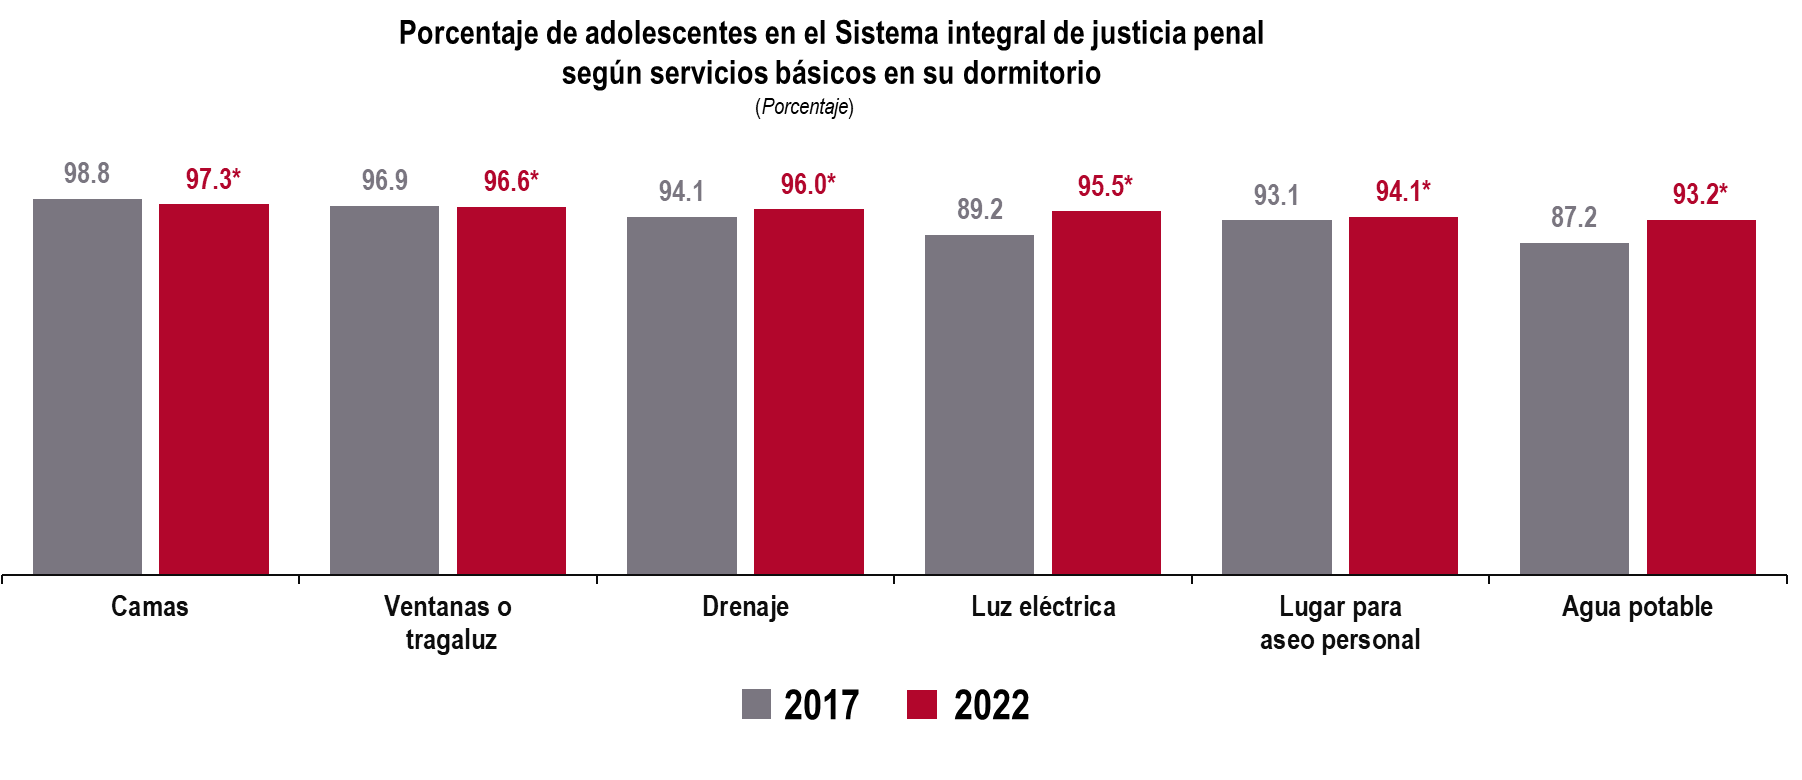 Porcentaje de adolescentes en el Sistema integral de justicia penal
según servicios básicos en su dormitorio
(Porcentaje)
98.8
97.3*
96.9
96.6*
94.1
96.0*
89.2
95.5*
93.1
94.1*
87.2
93.2*
Camas
Ventanas o
tragaluz
Drenaje
Luz eléctrica
Lugar para
aseo personal
Agua potable
2017
2022